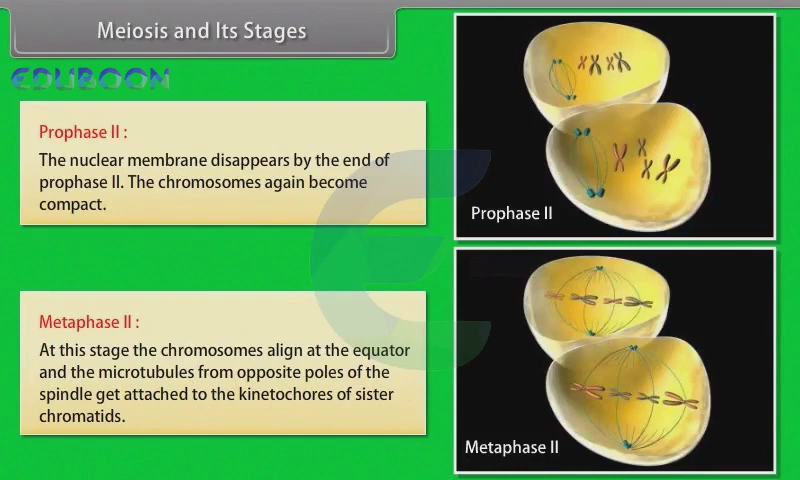 Meiosis and Its Stages
EDUBOON
Prophase II :
The nuclear membrane disappears by the end of
prophase II. The chromosomes again become
compact.
Prophase II
Metaphase II :
At this stage the chromosomes align at the equator
and the microtubules from opposite poles of the
spindle get attached to the kinetochores of sister
chromatids.
Metaphase II